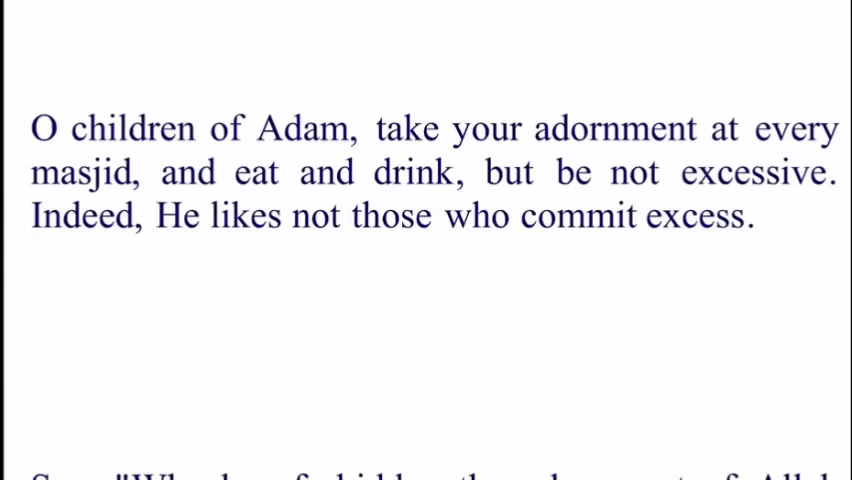 O children of Adam, take your adornment at every
masjid, and eat and drink, but be not excessive.
Indeed, He likes not those who commit excess.